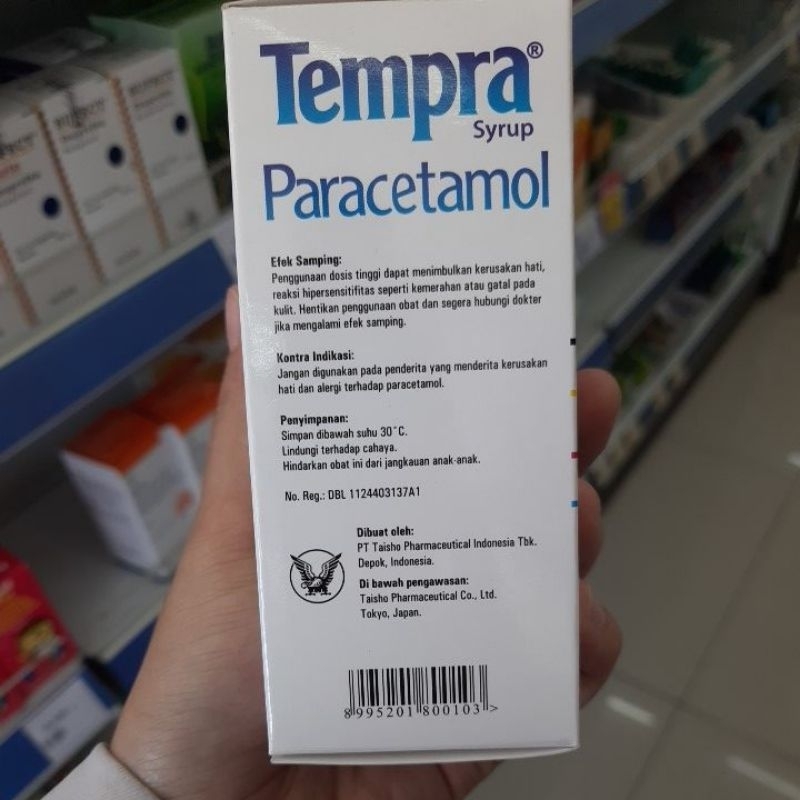 Tempra®
Syrup
Paracetamol
Efek Samping:
Penggunaan dosis tinggi dapat menimbulkan kerusakan hati,
reaksi hipersensitifitas seperti kemerahan atau gatal pada
kulit. Hentikan penggunaan obat dan segera hubungi dokter
jika mengalami efek samping.
Kontra Indikasi:
Jangan digunakan pada penderita yang menderita kerusakan
hati dan alergi terhadap paracetamol.
Penyimpanan:
Simpan dibawah suhu 30˚C.
Lindungi terhadap cahaya.
Hindarkan obat ini dari jangkauan anak-anak.
No. Reg.: DBL 1124403137A1
Dibuat oleh:
PT Taisho Pharmaceutical Indonesia Tbk.
Depok, Indonesia.
Di bawah pengawasan:
Taisho Pharmaceutical Co., Ltd.
Tokyo, Japan.
8 995201 800103 >